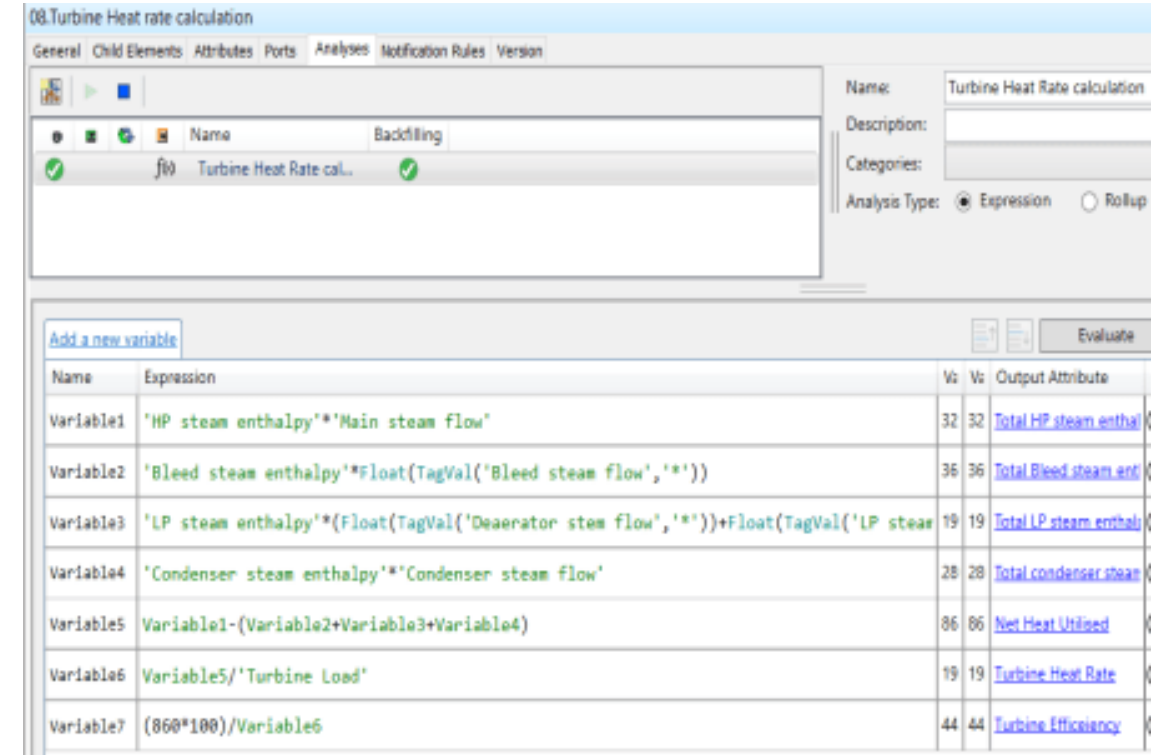 08.Turbine Heat rate calculation
General Child Elements Attributes Ports Analyses Notification Rules Version
Name: Turbine Heat Rate calculation
Description:
Name Backfilling
Categories:
f(x) Turbine Heat Rate cal...
Analysis Type: Expression Rollup
Add a new variable
Evaluate
Name Expression Output Attribute
Variable1 'HP steam enthalpy'*'Main steam flow' 32 32 Total HP steam enthal
Variable2 'Bleed steam enthalpy'*Float(TagVal('Bleed steam flow','*')) 36 36 Total Bleed steam ent
Variable3 'LP steam enthalpy'*(Float(TagVal('Deaerator stem flow','*'))+Float(TagVal('LP steam 19 19 Total LP steam enthal
Variable4 'Condenser steam enthalpy'*'Condenser steam flow' 28 28 Total condenser steam
Variable5 Variable1-(Variable2+Variable3+Variable4) 86 86 Net Heat Utilised
Variable6 Variable5/'Turbine Load' 19 19 Turbine Heat Rate
Variable7 (860*100)/Variable6 44 44 Turbine Efficeiency